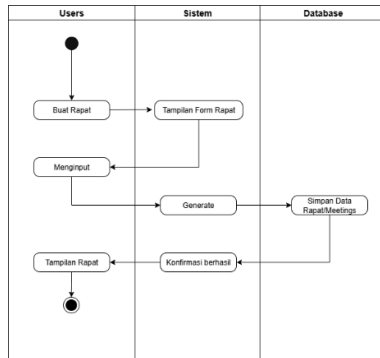 Users
Sistem
Database
Buat Rapat
Tampilan Form Rapat
Menginput
Generate
Simpan Data
Rapat/Meetings
Tampilan Rapat
Konfirmasi berhasil